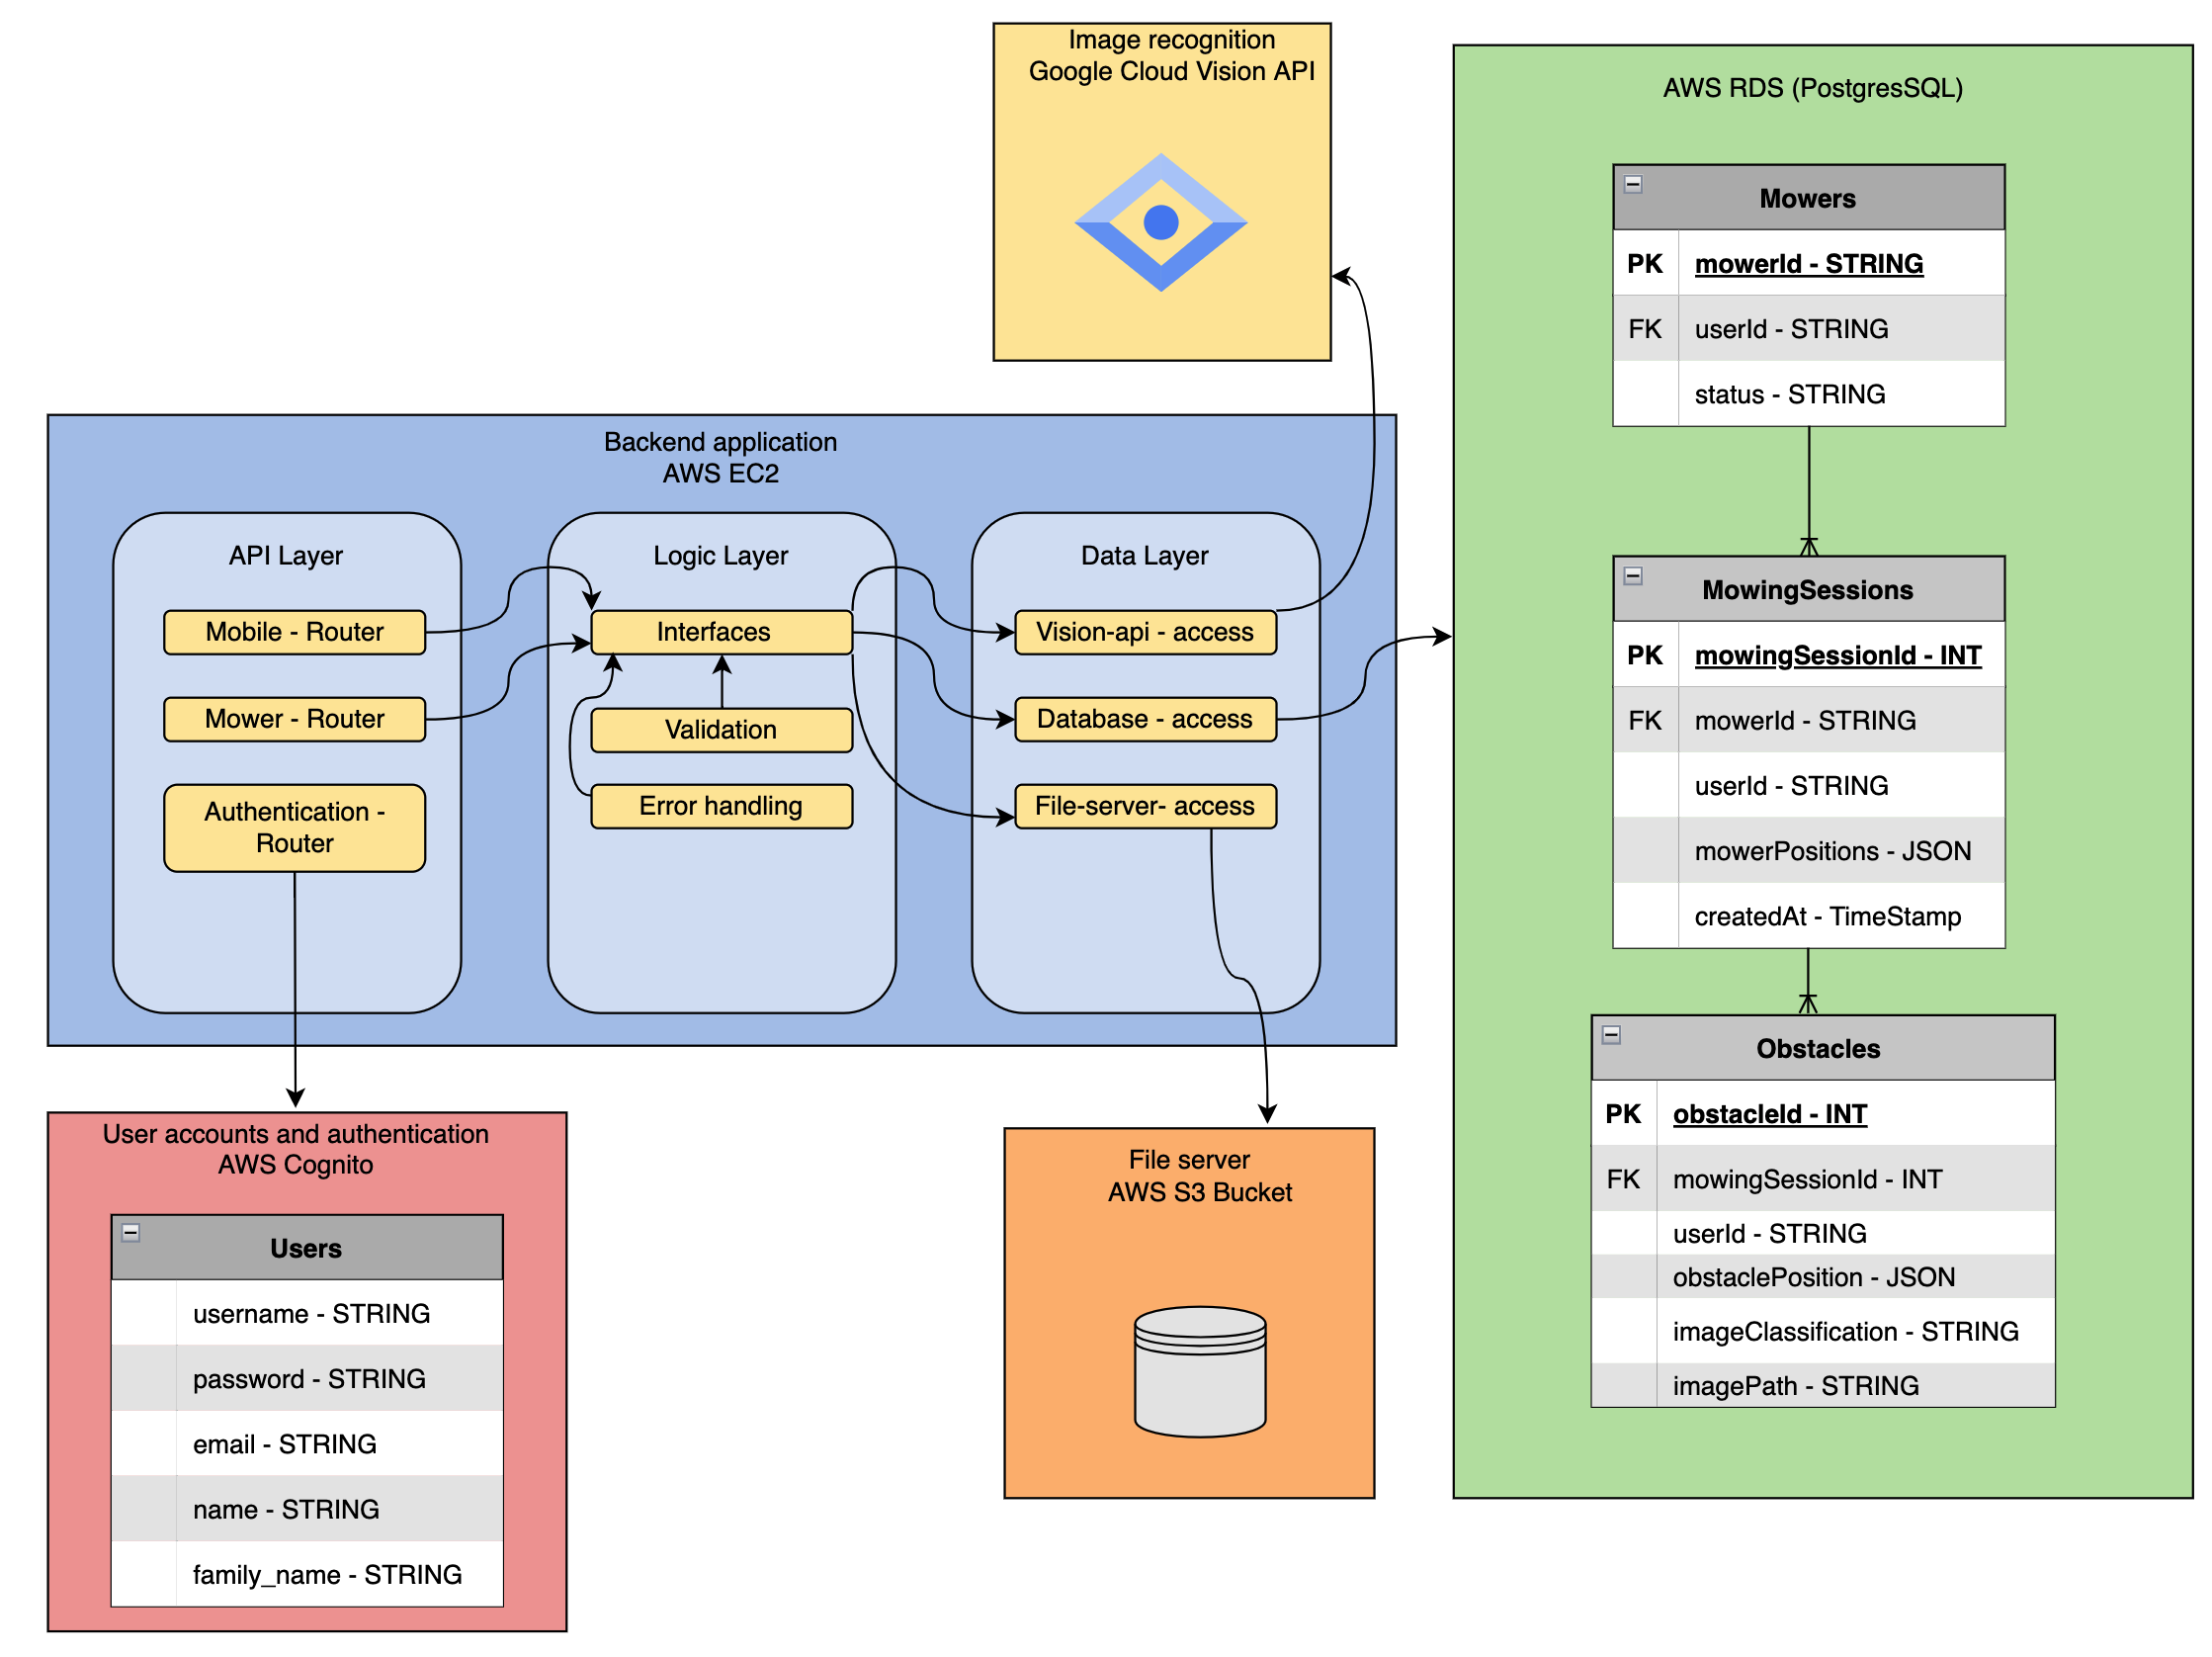 Image recognition
Google Cloud Vision API
AWS RDS (PostgresSQL)
Mowers
PK mowerId - STRING
FK userId - STRING
status - STRING
MowingSessions
PK mowingSessionId - INT
FK mowerId - STRING
userId - STRING
mowerPositions - JSON
createdAt - TimeStamp
Obstacles
PK obstacleId - INT
FK mowingSessionId - INT
userId - STRING
obstaclePosition - JSON
imageClassification - STRING
imagePath - STRING
Backend application
AWS EC2
API Layer
Mobile - Router
Mower - Router
Authentication -
Router
Logic Layer
Interfaces
Validation
Error handling
Data Layer
Vision-api - access
Database - access
File-server- access
User accounts and authentication
AWS Cognito
Users
username - STRING
password - STRING
email - STRING
name - STRING
family_name - STRING
File server
AWS S3 Bucket